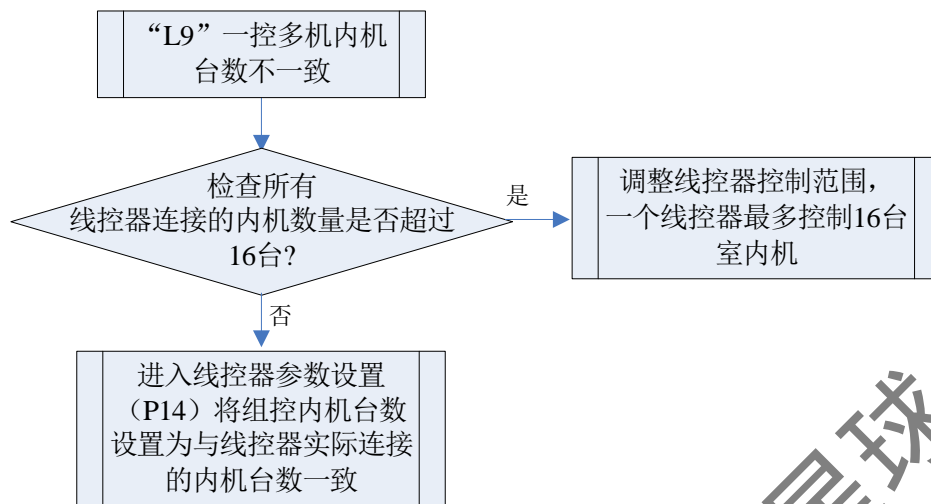 “L9”一控多机内机
台数不一致
检查所有
线控器连接的内机数量是否超过
16台?
是
调整线控器控制范围，
一个线控器最多控制16台
室内机
否
进入线控器参数设置
（P14）将组控内机台数
设置为与线控器实际连接
的内机台数一致
星球